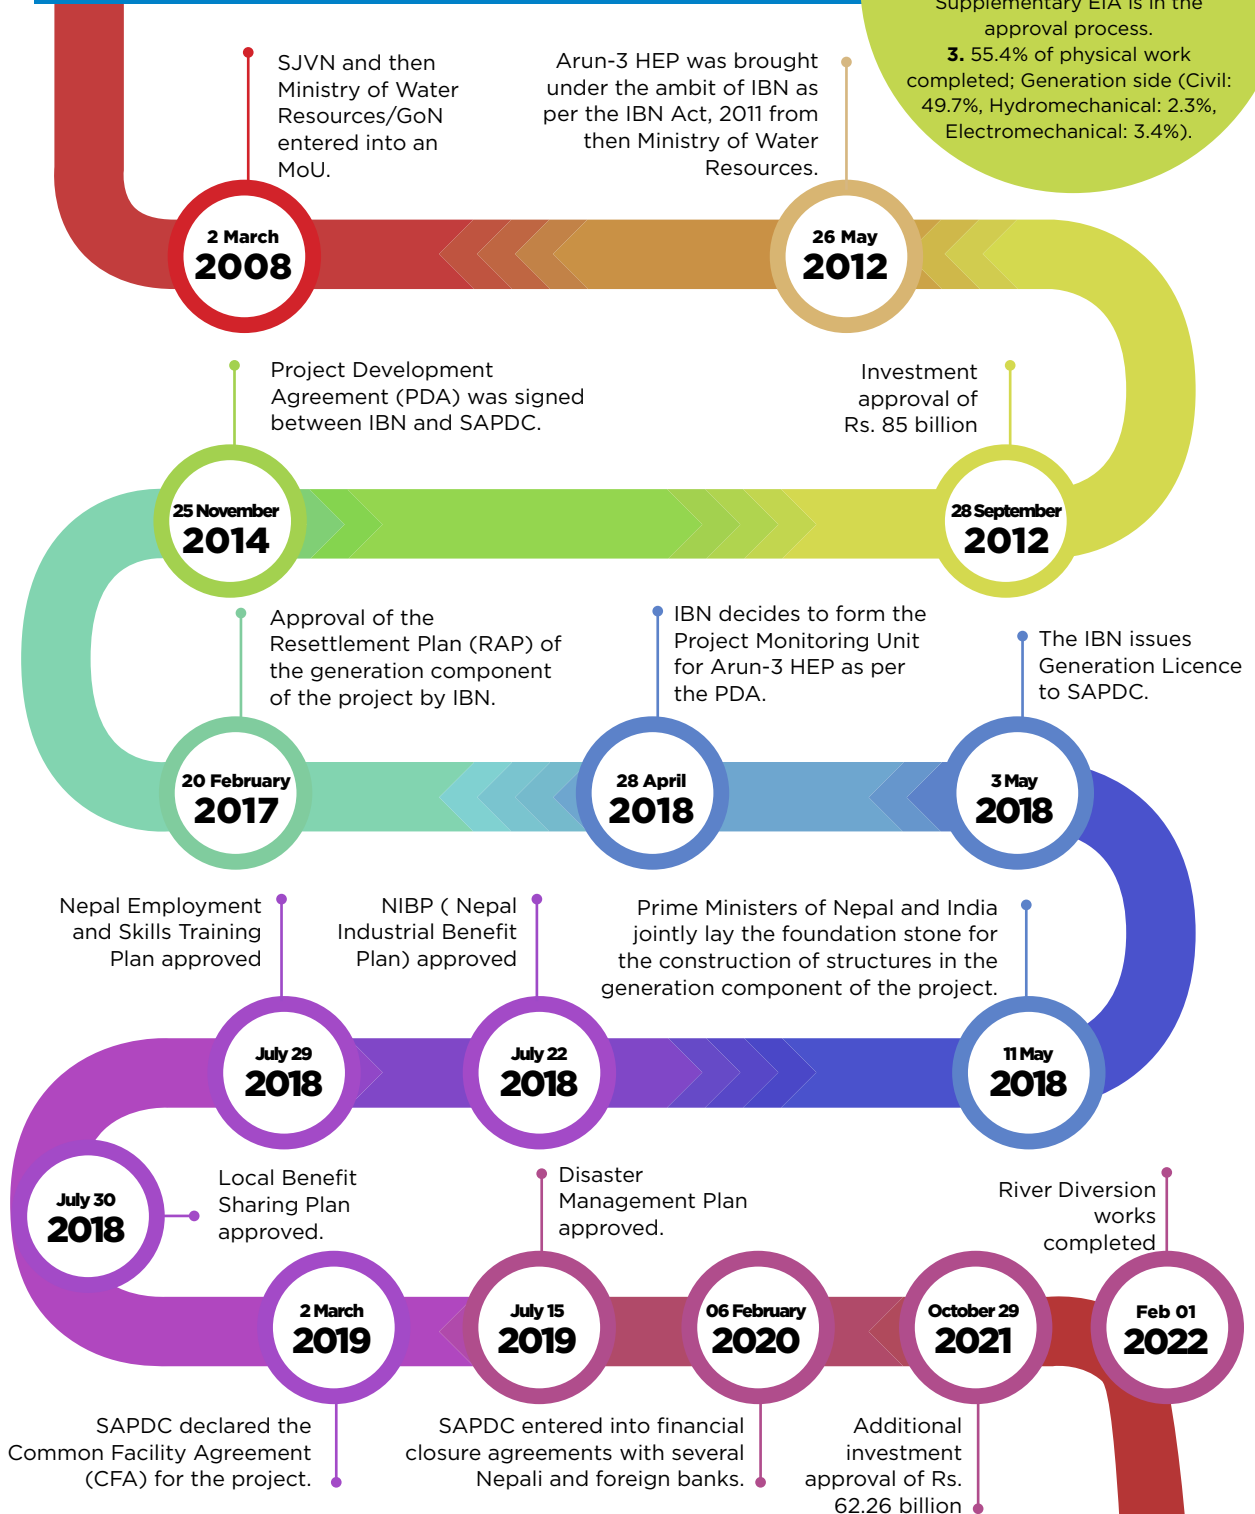 Supplementary EIA is in the
approval process.
3. 55.4% of physical work
completed; Generation side (Civil:
49.7%, Hydromechanical: 2.3%,
Electromechanical: 3.4%).
SJVN and then
Ministry of Water
Resources/GoN
entered into an
MoU.
Arun-3 HEP was brought
under the ambit of IBN as
per the IBN Act, 2011 from
then Ministry of Water
Resources.
2 March
2008
26 May
2012
Investment
approval of
Rs. 85 billion
28 September
2012
Project Development
Agreement (PDA) was signed
between IBN and SAPDC.
25 November
2014
Approval of the
Resettlement Plan (RAP) of
the generation component
of the project by IBN.
20 February
2017
IBN decides to form the
Project Monitoring Unit
for Arun-3 HEP as per
the PDA.
28 April
2018
The IBN issues
Generation Licence
to SAPDC.
3 May
2018
Prime Ministers of Nepal and India
jointly lay the foundation stone for
the construction of structures in the
generation component of the project.
11 May
2018
NIBP ( Nepal
Industrial Benefit
Plan) approved
July 22
2018
Nepal Employment
and Skills Training
Plan approved
July 29
2018
July 30
2018
Local Benefit
Sharing Plan
approved.
2 March
2019
SAPDC declared the
Common Facility Agreement
(CFA) for the project.
Disaster
Management Plan
approved.
July 15
2019
06 February
2020
SAPDC entered into financial
closure agreements with several
Nepali and foreign banks.
October 29
2021
Additional
investment
approval of Rs.
62.26 billion
River Diversion
works
completed
Feb 01
2022